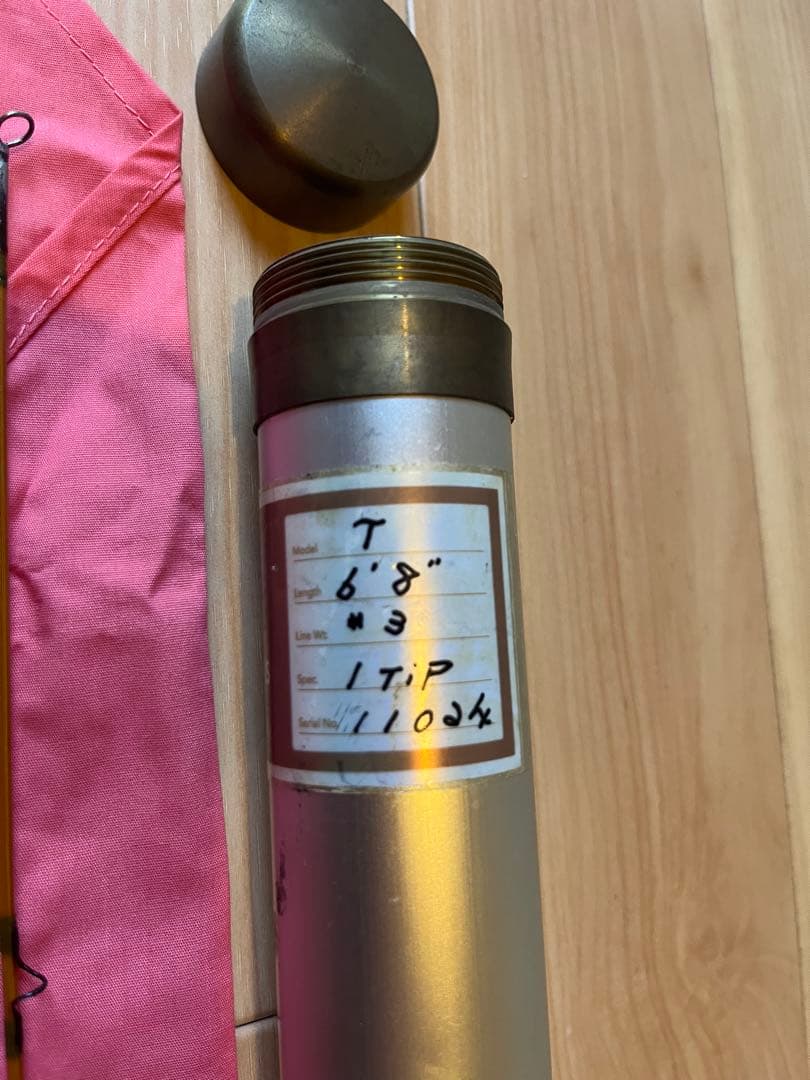 Model T
Length 6' 8"
Line Wt. # 3
Spec. 1 TiP
Serial No. 11024